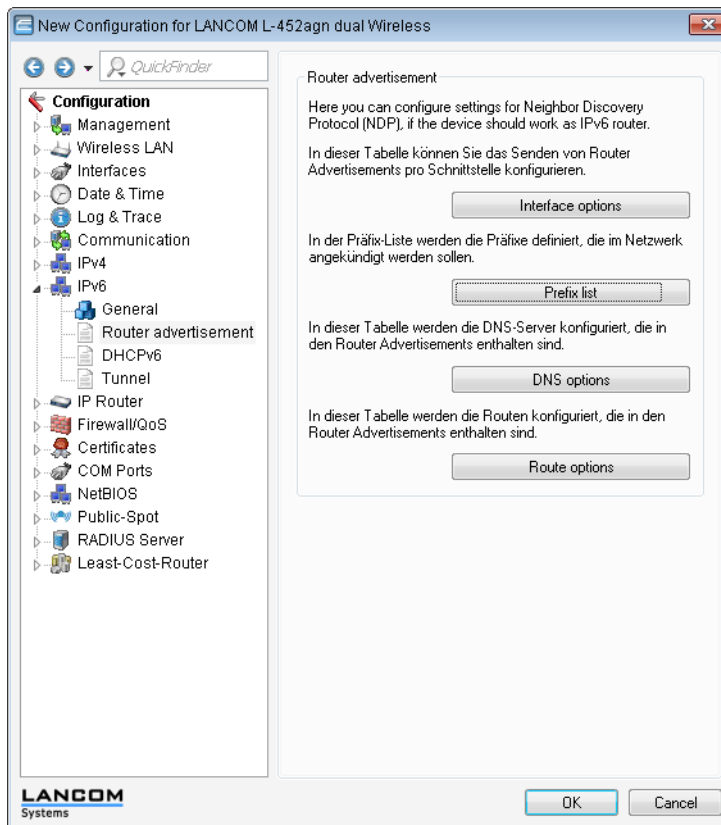 New Configuration for LANCOM L-452agn dual Wireless
QuickFinder
Configuration
Management
Wireless LAN
Interfaces
Date & Time
Log & Trace
Communication
IPv4
IPv6
General
Router advertisement
DHCPv6
Tunnel
IP Router
Firewall/QoS
Certificates
COM Ports
NetBIOS
Public-Spot
RADIUS Server
Least-Cost-Router
Router advertisement
Here you can configure settings for Neighbor Discovery
Protocol (NDP), if the device should work as IPv6 router.
In dieser Tabelle können Sie das Senden von Router
Advertisements pro Schnittstelle konfigurieren.
Interface options
In der Präfix-Liste werden die Präfixe definiert, die im Netzwerk
angekündigt werden sollen.
Prefix list
In dieser Tabelle werden die DNS-Server konfiguriert, die in
den Router Advertisements enthalten sind.
DNS options
In dieser Tabelle werden die Routen konfiguriert, die in den
Router Advertisements enthalten sind.
Route options
LANCOM
Systems
OK
Cancel